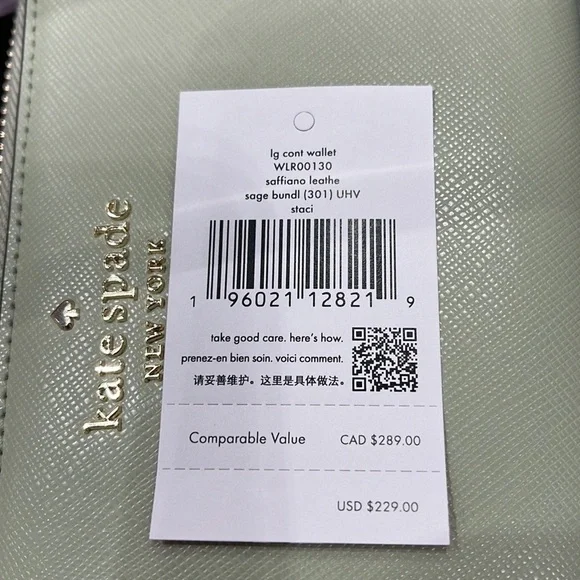 lg cont wallet
WLR00130
saffiano leathe
sage bundl (301) UHV
staci
1 96021 12821 9
take good care. here's how.
prenez-en bien soin. voici comment.
请妥善维护。这里是具体做法。
Comparable Value CAD $289.00
USD $229.00
kate spade
NEW YORK